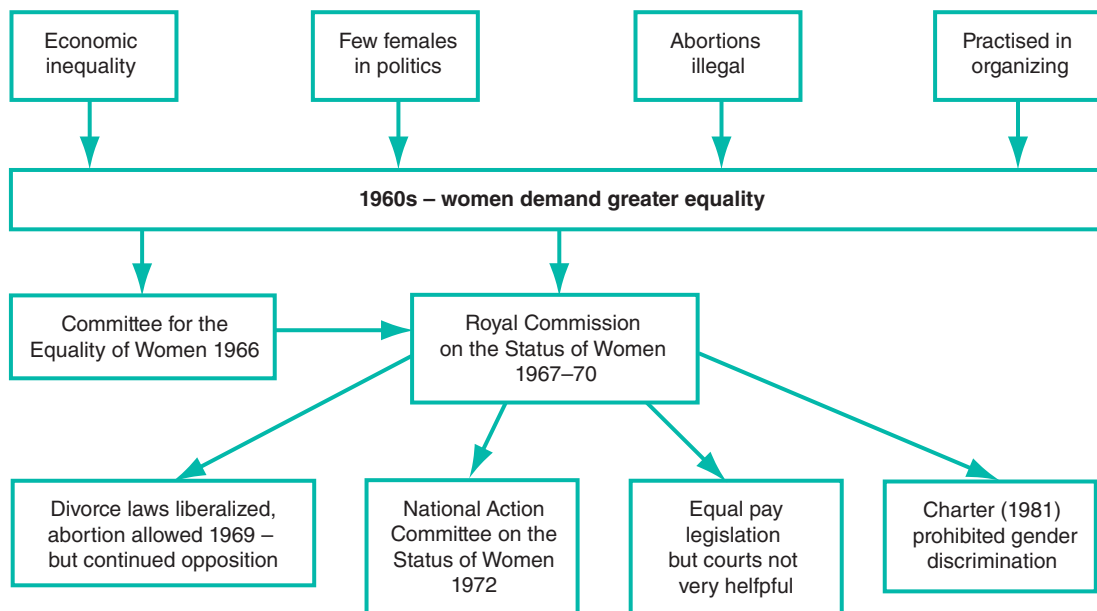 Economic
inequality
Few females
in politics
Abortions
illegal
Practised in
organizing
1960s – women demand greater equality
Committee for the
Equality of Women 1966
Royal Commission
on the Status of Women
1967–70
Divorce laws liberalized,
abortion allowed 1969 –
but continued opposition
National Action
Committee on the
Status of Women
1972
Equal pay
legislation
but courts not
very helfpful
Charter (1981)
prohibited gender
discrimination